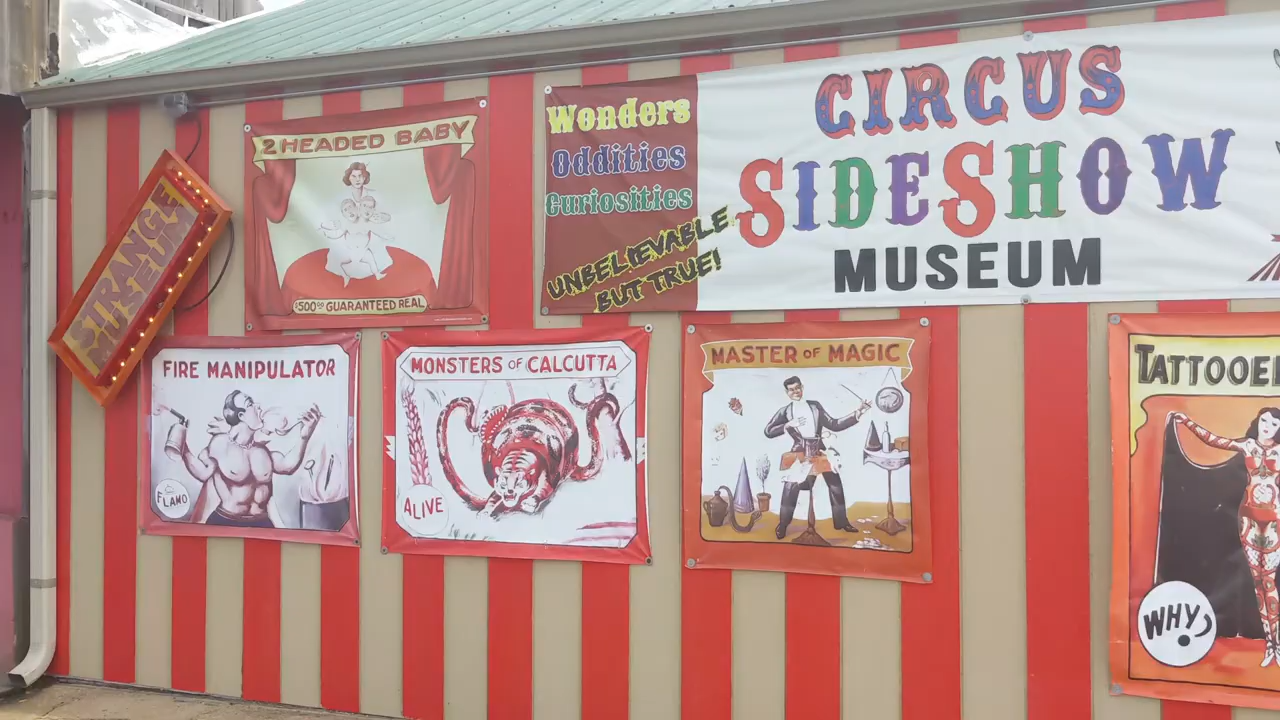 Wonders
Oddities
Curiosities
UNBELIEVABLE
BUT TRUE!
CIRCUS
SIDESHOW
MUSEUM
2 HEADED BABY
$500.00 GUARANTEED REAL
STRANGE
MUSEUM
FIRE MANIPULATOR
FLAMO
MONSTERS OF CALCUTTA
ALIVE
MASTER OF MAGIC
TATTOOE
WHY?